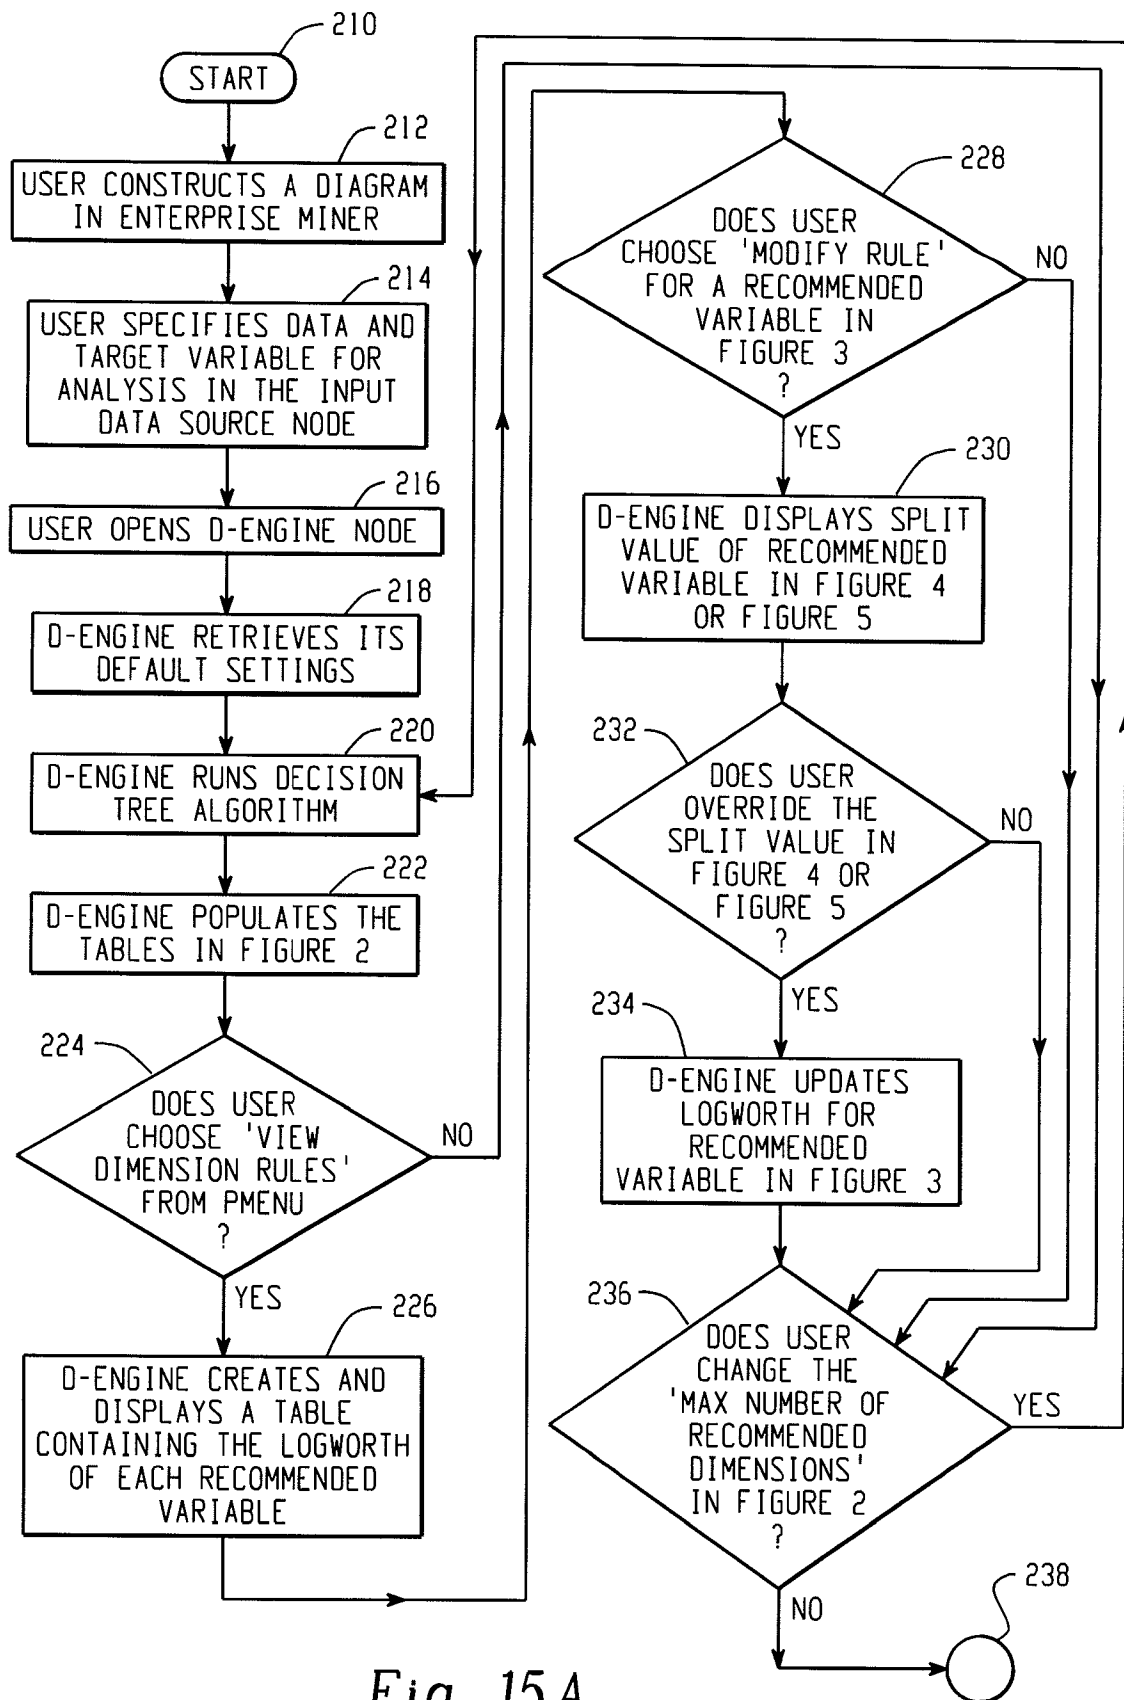 210
START
212
USER CONSTRUCTS A DIAGRAM
IN ENTERPRISE MINER
214
USER SPECIFIES DATA AND
TARGET VARIABLE FOR
ANALYSIS IN THE INPUT
DATA SOURCE NODE
216
USER OPENS D-ENGINE NODE
218
D-ENGINE RETRIEVES ITS
DEFAULT SETTINGS
220
D-ENGINE RUNS DECISION
TREE ALGORITHM
222
D-ENGINE POPULATES THE
TABLES IN FIGURE 2
224
DOES USER
CHOOSE 'VIEW
DIMENSION RULES'
FROM PMENU
?
NO
YES
226
D-ENGINE CREATES AND
DISPLAYS A TABLE
CONTAINING THE LOGWORTH
OF EACH RECOMMENDED
VARIABLE
228
DOES USER
CHOOSE 'MODIFY RULE'
FOR A RECOMMENDED
VARIABLE IN
FIGURE 3
?
NO
YES
230
D-ENGINE DISPLAYS SPLIT
VALUE OF RECOMMENDED
VARIABLE IN FIGURE 4
OR FIGURE 5
232
DOES USER
OVERRIDE THE
SPLIT VALUE IN
FIGURE 4 OR
FIGURE 5
?
NO
YES
234
D-ENGINE UPDATES
LOGWORTH FOR
RECOMMENDED
VARIABLE IN FIGURE 3
236
DOES USER
CHANGE THE
'MAX NUMBER OF
RECOMMENDED
DIMENSIONS'
IN FIGURE 2
?
YES
NO
238
Fig. 15A